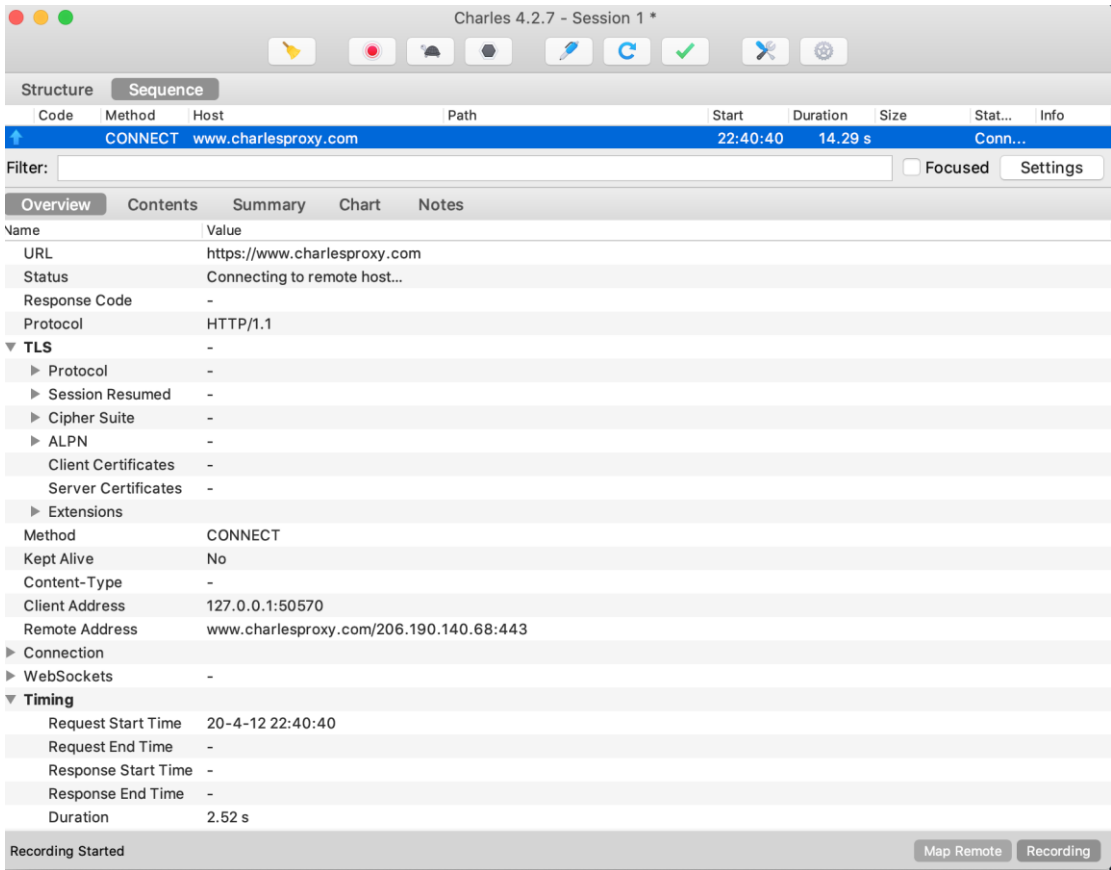 Charles 4.2.7 - Session 1 *
Structure Sequence
Code Method Host Path Start Duration Size Stat... Info
CONNECT www.charlesproxy.com 22:40:40 14.29 s Conn...
Filter: Focused Settings
Overview Contents Summary Chart Notes
Name Value
URL https://www.charlesproxy.com
Status Connecting to remote host...
Response Code -
Protocol HTTP/1.1
TLS -
Protocol -
Session Resumed -
Cipher Suite -
ALPN -
Client Certificates -
Server Certificates -
Extensions
Method CONNECT
Kept Alive No
Content-Type -
Client Address 127.0.0.1:50570
Remote Address www.charlesproxy.com/206.190.140.68:443
Connection
WebSockets -
Timing
Request Start Time 20-4-12 22:40:40
Request End Time -
Response Start Time -
Response End Time -
Duration 2.52 s
Recording Started Map Remote Recording